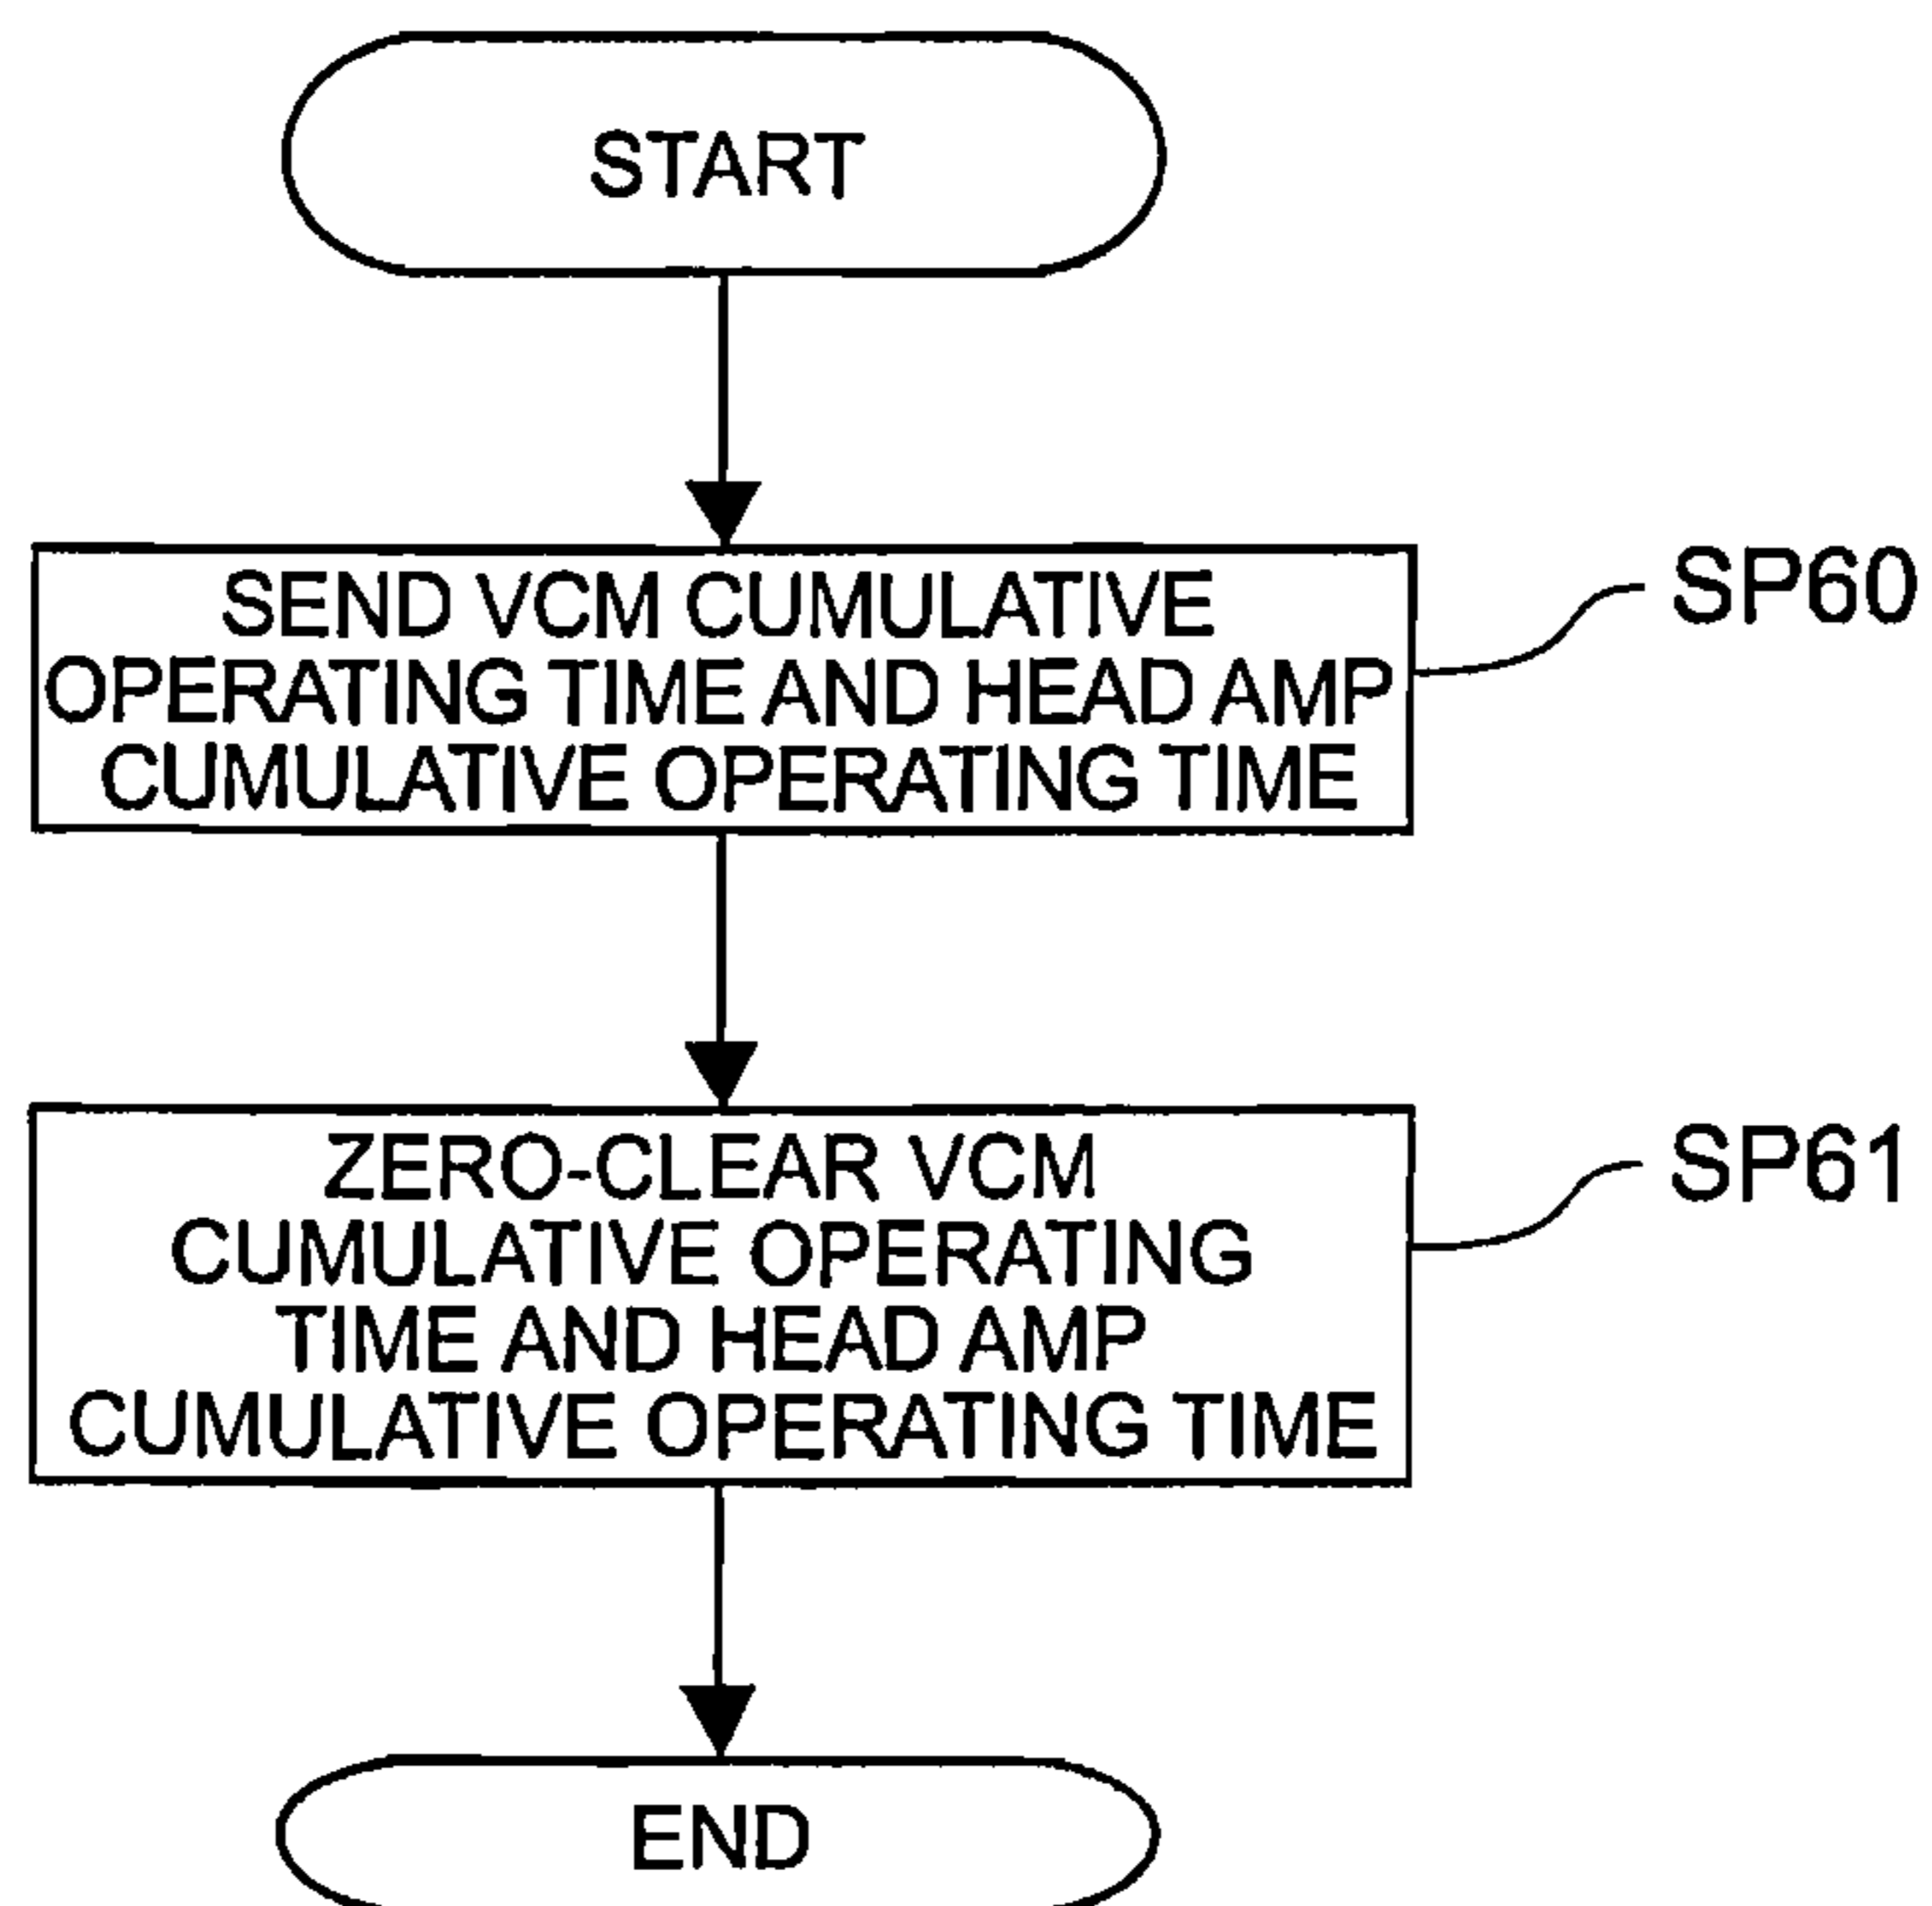 START
SEND VCM CUMULATIVE
OPERATING TIME AND HEAD AMP
CUMULATIVE OPERATING TIME
SP60
ZERO-CLEAR VCM
CUMULATIVE OPERATING
TIME AND HEAD AMP
CUMULATIVE OPERATING TIME
SP61
END